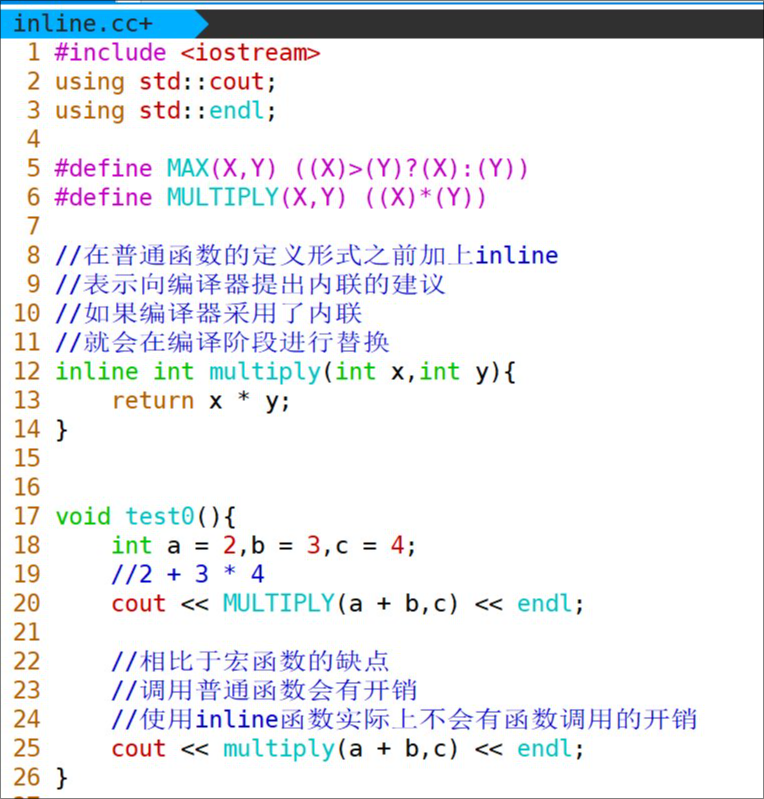 inline.cc+
1 #include <iostream>
2 using std::cout;
3 using std::endl;
4
5 #define MAX(X,Y) ((X)>(Y)?(X):(Y))
6 #define MULTIPLY(X,Y) ((X)*(Y))
7
8 //在普通函数的定义形式之前加上inline
9 //表示向编译器提出内联的建议
10 //如果编译器采用了内联
11 //就会在编译阶段进行替换
12 inline int multiply(int x,int y){
13     return x * y;
14 }
15
16
17 void test0(){
18     int a = 2,b = 3,c = 4;
19     //2 + 3 * 4
20     cout << MULTIPLY(a + b,c) << endl;
21
22     //相比于宏函数的缺点
23     //调用普通函数会有开销
24     //使用inline函数实际上不会有函数调用的开销
25     cout << multiply(a + b,c) << endl;
26 }